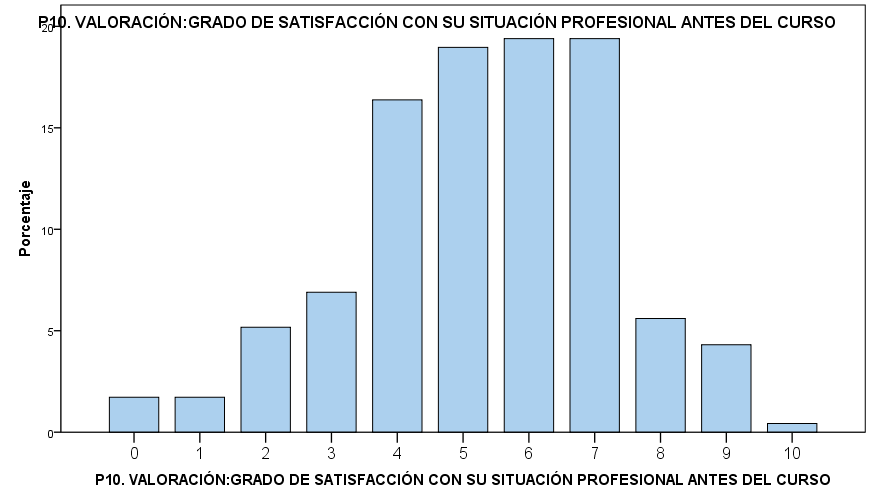 P10. VALORACIÓN:GRADO DE SATISFACCIÓN CON SU SITUACIÓN PROFESIONAL ANTES DEL CURSO
20
15
10
5
0
Porcentaje
0 1 2 3 4 5 6 7 8 9 10
P10. VALORACIÓN:GRADO DE SATISFACCIÓN CON SU SITUACIÓN PROFESIONAL ANTES DEL CURSO